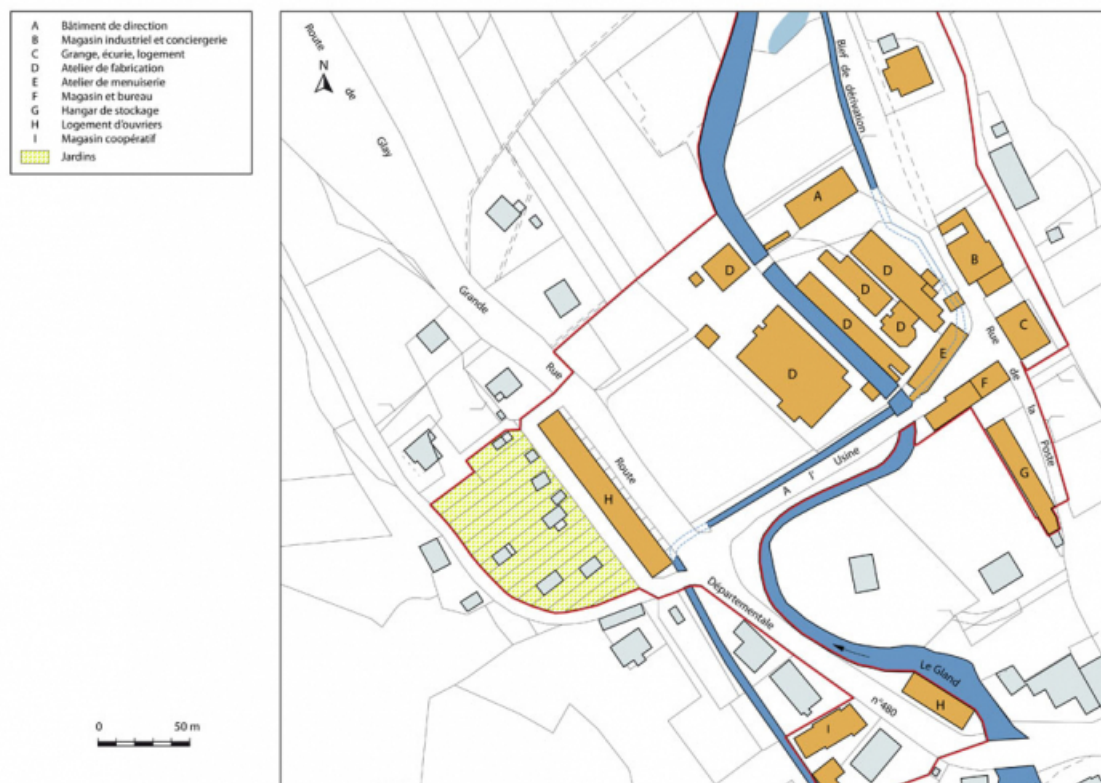 A Bâtiment de direction
B Magasin industriel et conciergerie
C Grange, écurie, logement
D Atelier de fabrication
E Atelier de menuiserie
F Magasin et bureau
G Hangar de stockage
H Logement d'ouvriers
I Magasin coopératif
Jardins
Route de Glay
N
Bief de dérivation
A
B
C
D
D
D
D
D
D
E
F
G
Grande Rue
Rue de la Poste
H
Route Départementale n°480
A l' Usine
Le Gland
H
I
0 50 m